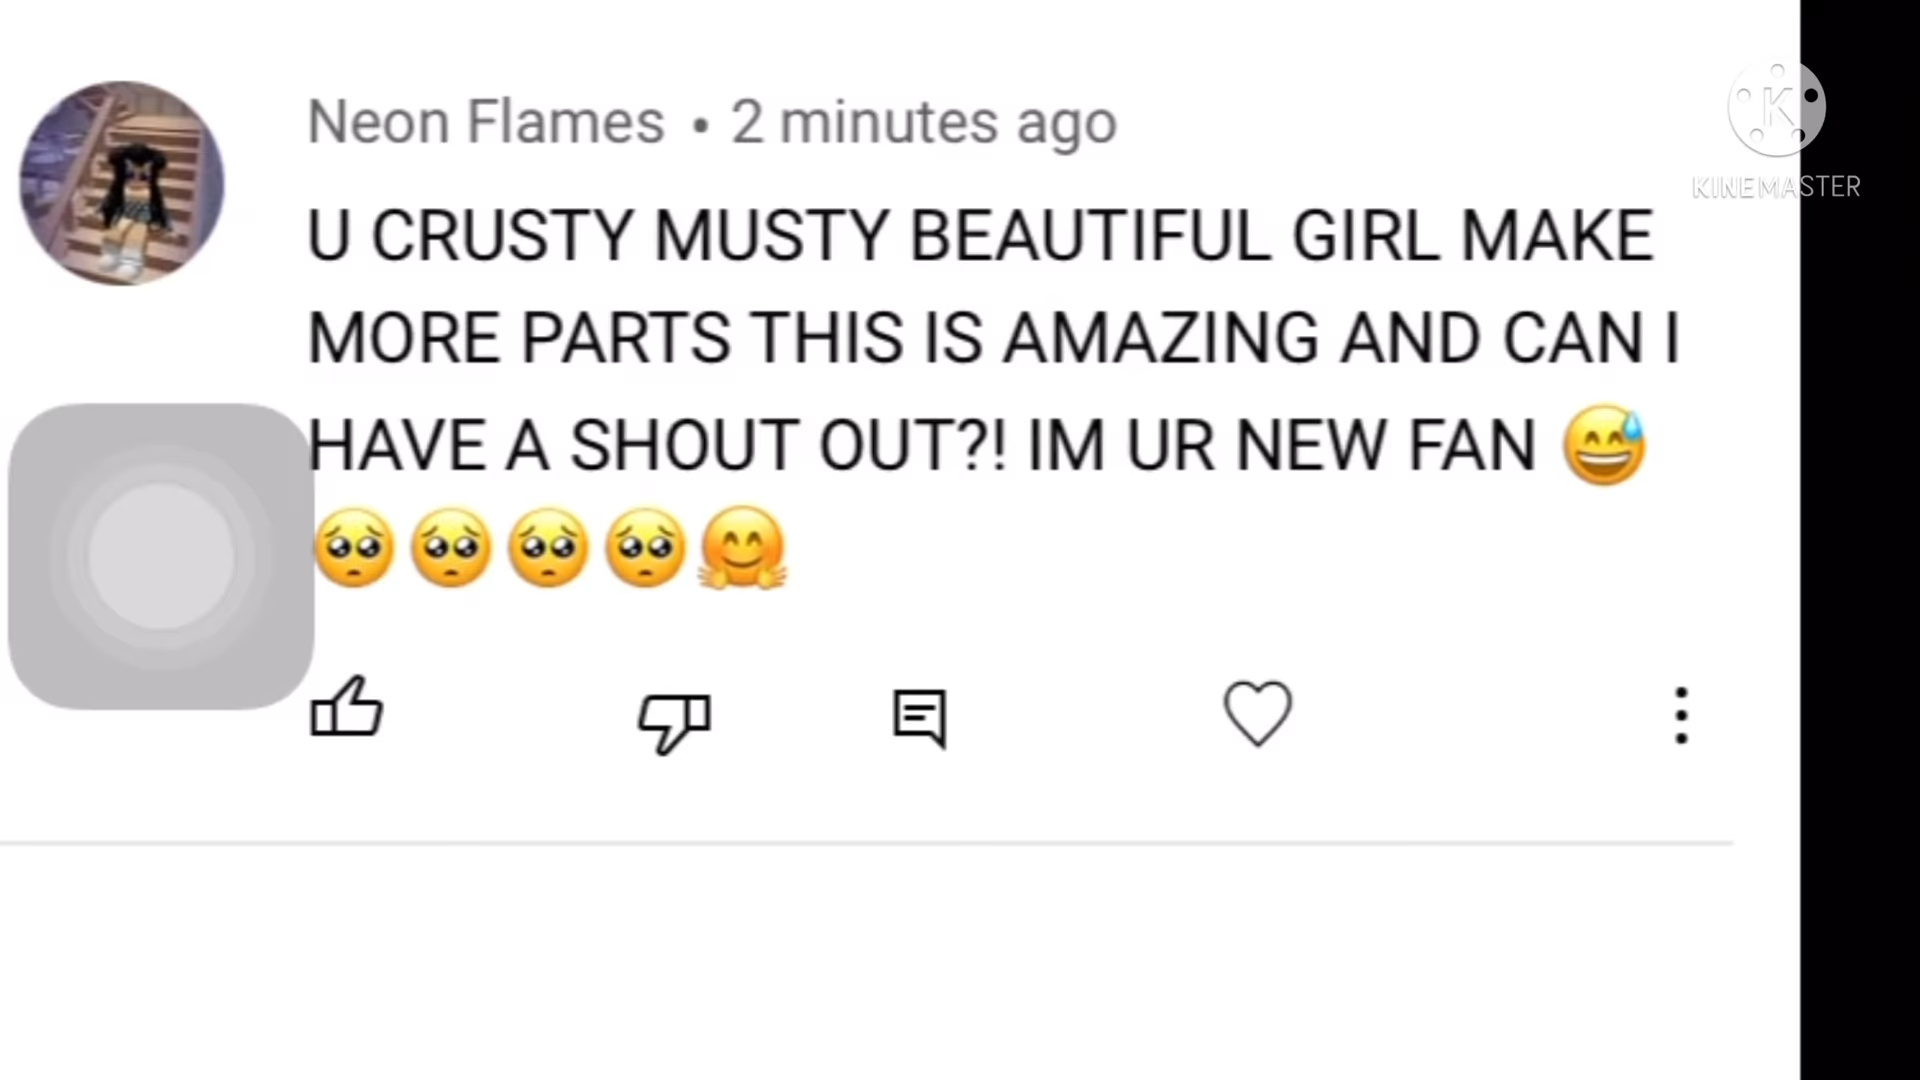 Neon Flames • 2 minutes ago
U CRUSTY MUSTY BEAUTIFUL GIRL MAKE
MORE PARTS THIS IS AMAZING AND CAN I
HAVE A SHOUT OUT?! IM UR NEW FAN 😅
🥺🥺🥺🥺🤗
K
KINEMASTER